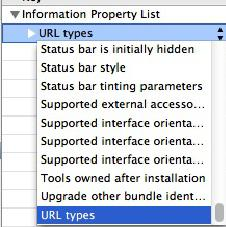 Information Property List
URL types
Status bar is initially hidden
Status bar style
Status bar tinting parameters
Supported external accesso...
Supported interface orienta...
Supported interface orienta...
Supported interface orienta...
Tools owned after installation
Upgrade other bundle ident...
URL types